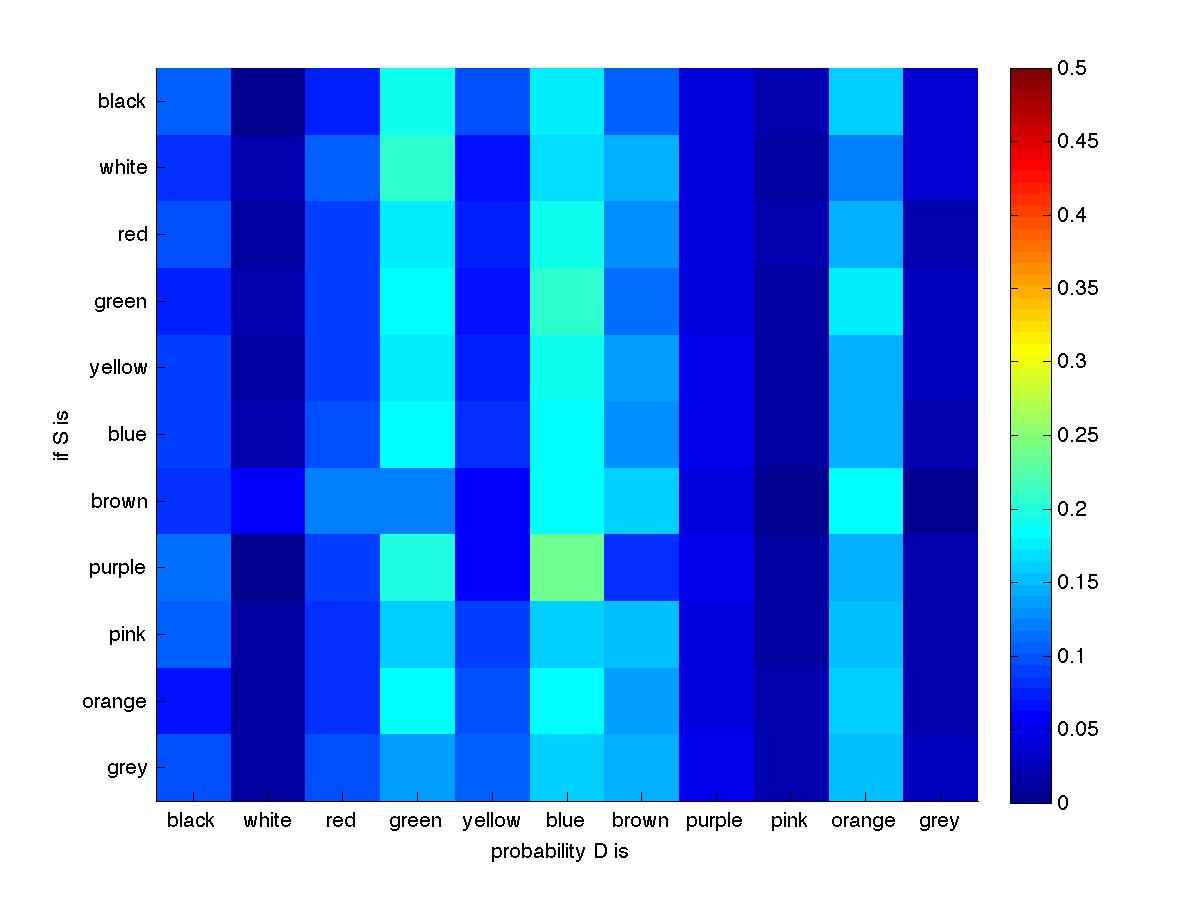 black
white
red
green
yellow
blue
brown
purple
pink
orange
grey
if S is
black white red green yellow blue brown purple pink orange grey
probability D is
0.5
0.45
0.4
0.35
0.3
0.25
0.2
0.15
0.1
0.05
0